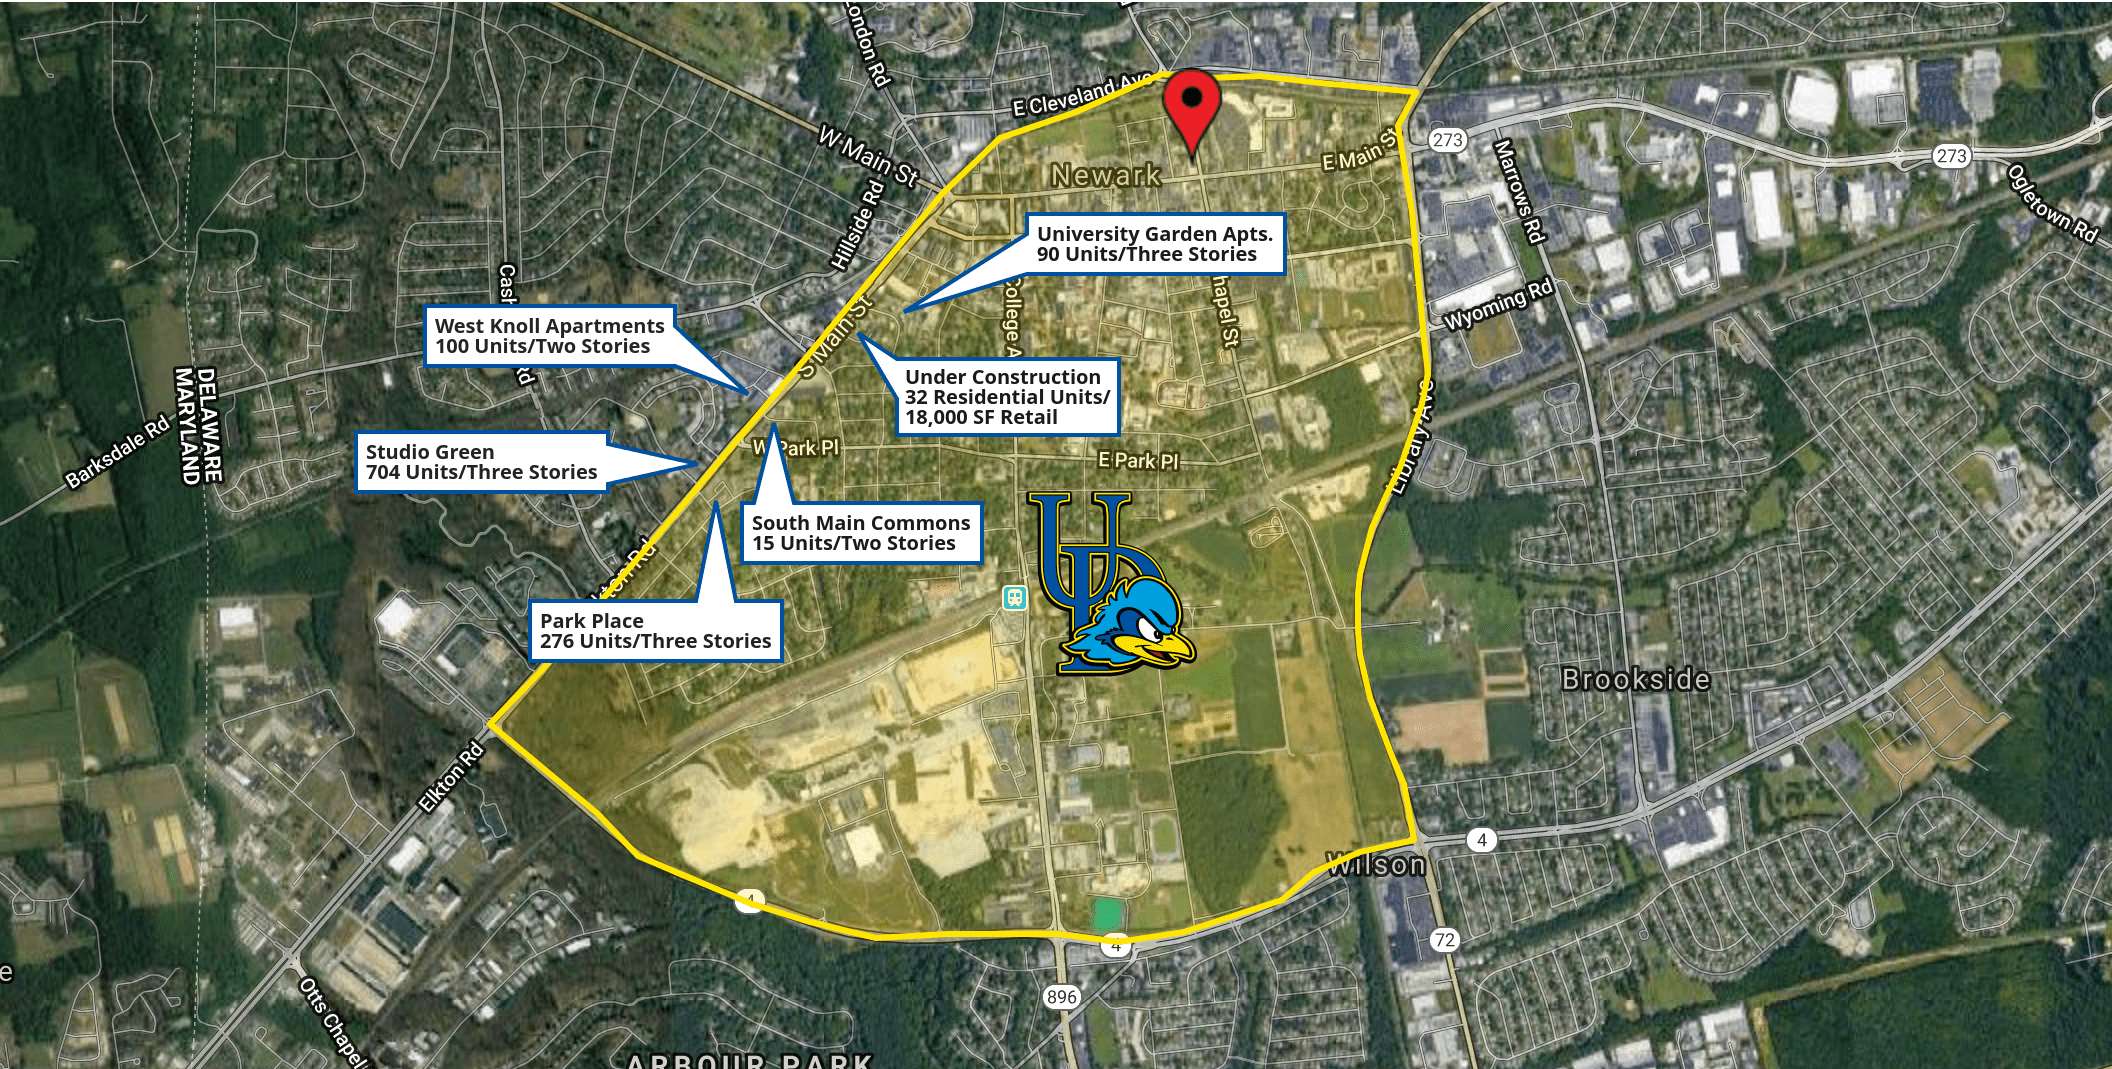 London Rd
E Cleveland Ave
W Main St
Hillside Rd
Newark
E Main St
273
Marrows Rd
273
Ogletown Rd
University Garden Apts.
90 Units/Three Stories
West Knoll Apartments
100 Units/Two Stories
S Main St
Wyoming Rd
Under Construction
32 Residential Units/
18,000 SF Retail
DELAWARE
MARYLAND
Barksdale Rd
Studio Green
704 Units/Three Stories
W Park Pl
E Park Pl
Library Ave
South Main Commons
15 Units/Two Stories
UD
Park Place
276 Units/Three Stories
Brookside
Elkton Rd
4
Wilson
4
4
72
896
Otts Chapel
ARBOUR PARK